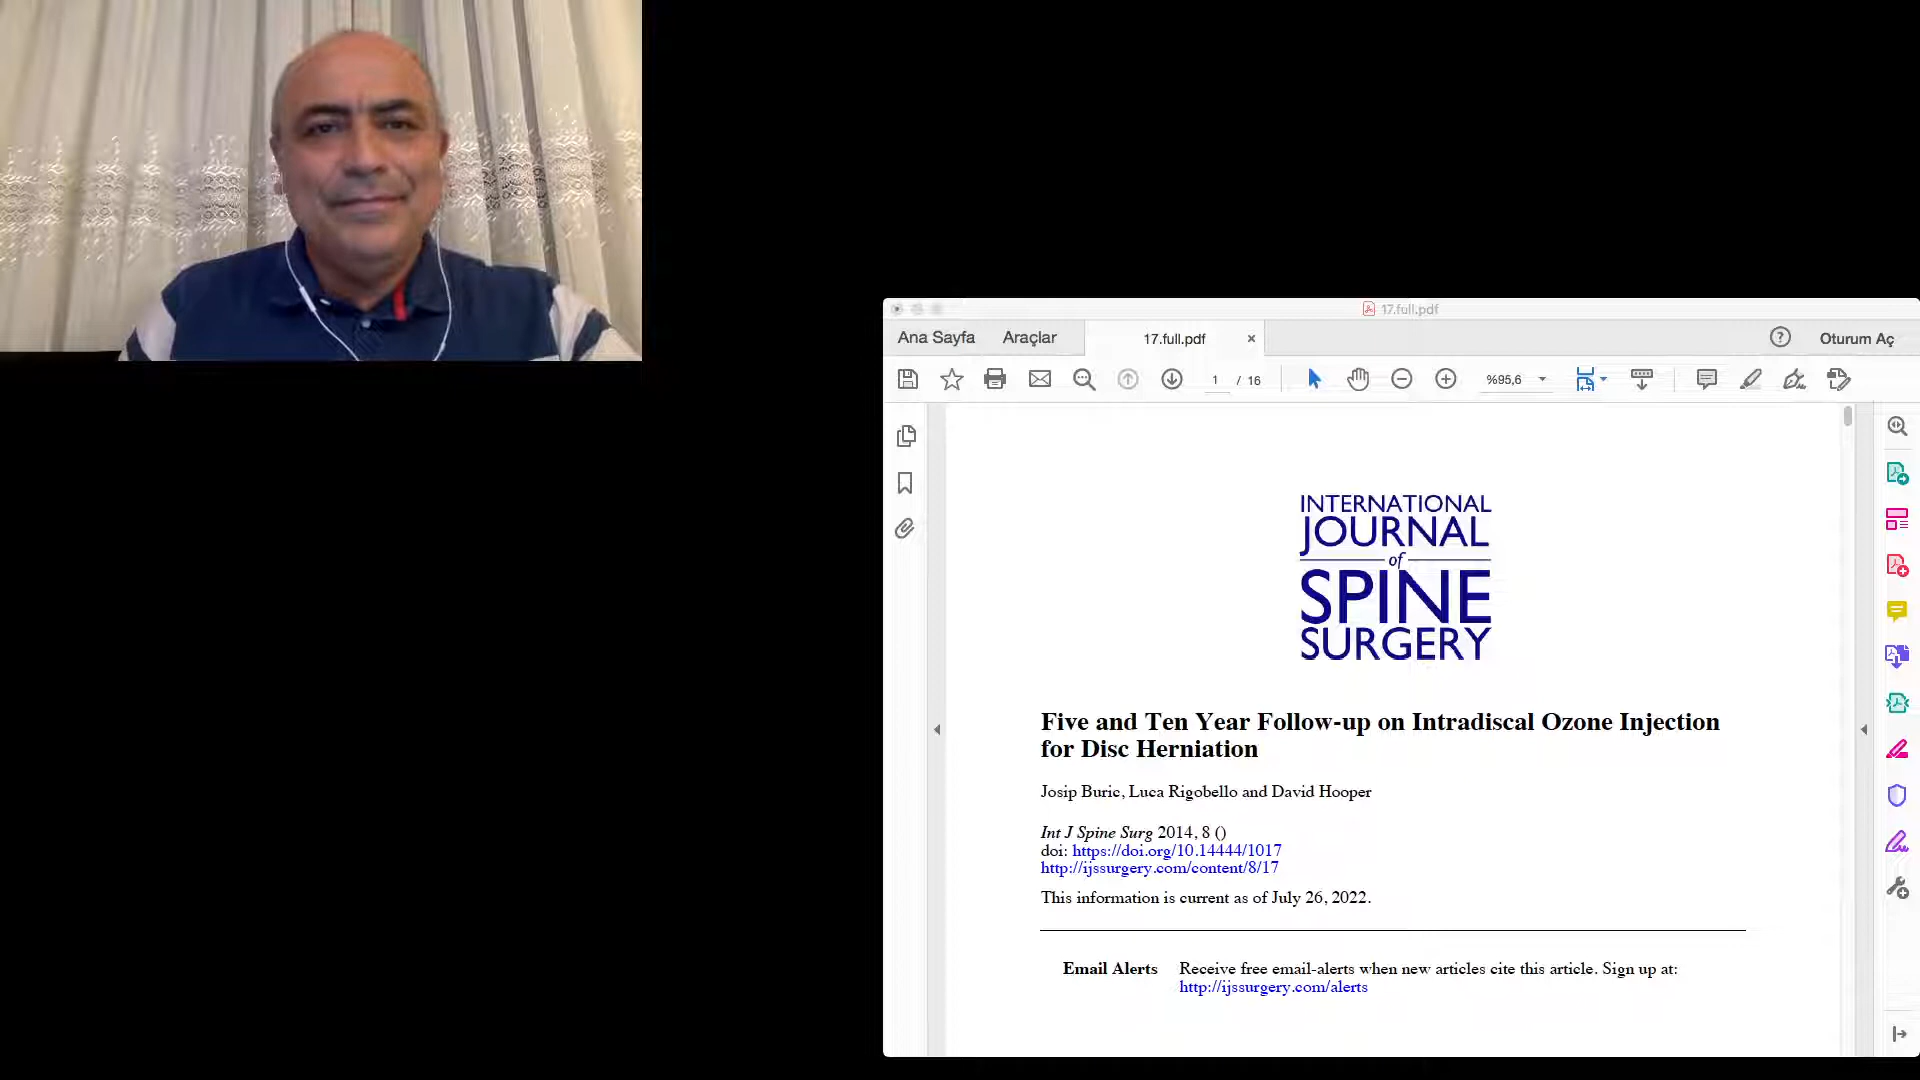 17.full.pdf
Ana Sayfa
Araçlar
17.full.pdf
Oturum Aç
1 / 16
%95,6
INTERNATIONAL
JOURNAL
of
SPINE
SURGERY
Five and Ten Year Follow-up on Intradiscal Ozone Injection
for Disc Herniation
Josip Buric, Luca Rigobello and David Hooper
Int J Spine Surg 2014, 8 ()
doi: https://doi.org/10.14444/1017
http://ijssurgery.com/content/8/17
This information is current as of July 26, 2022.
Email Alerts Receive free email-alerts when new articles cite this article. Sign up at:
http://ijssurgery.com/alerts